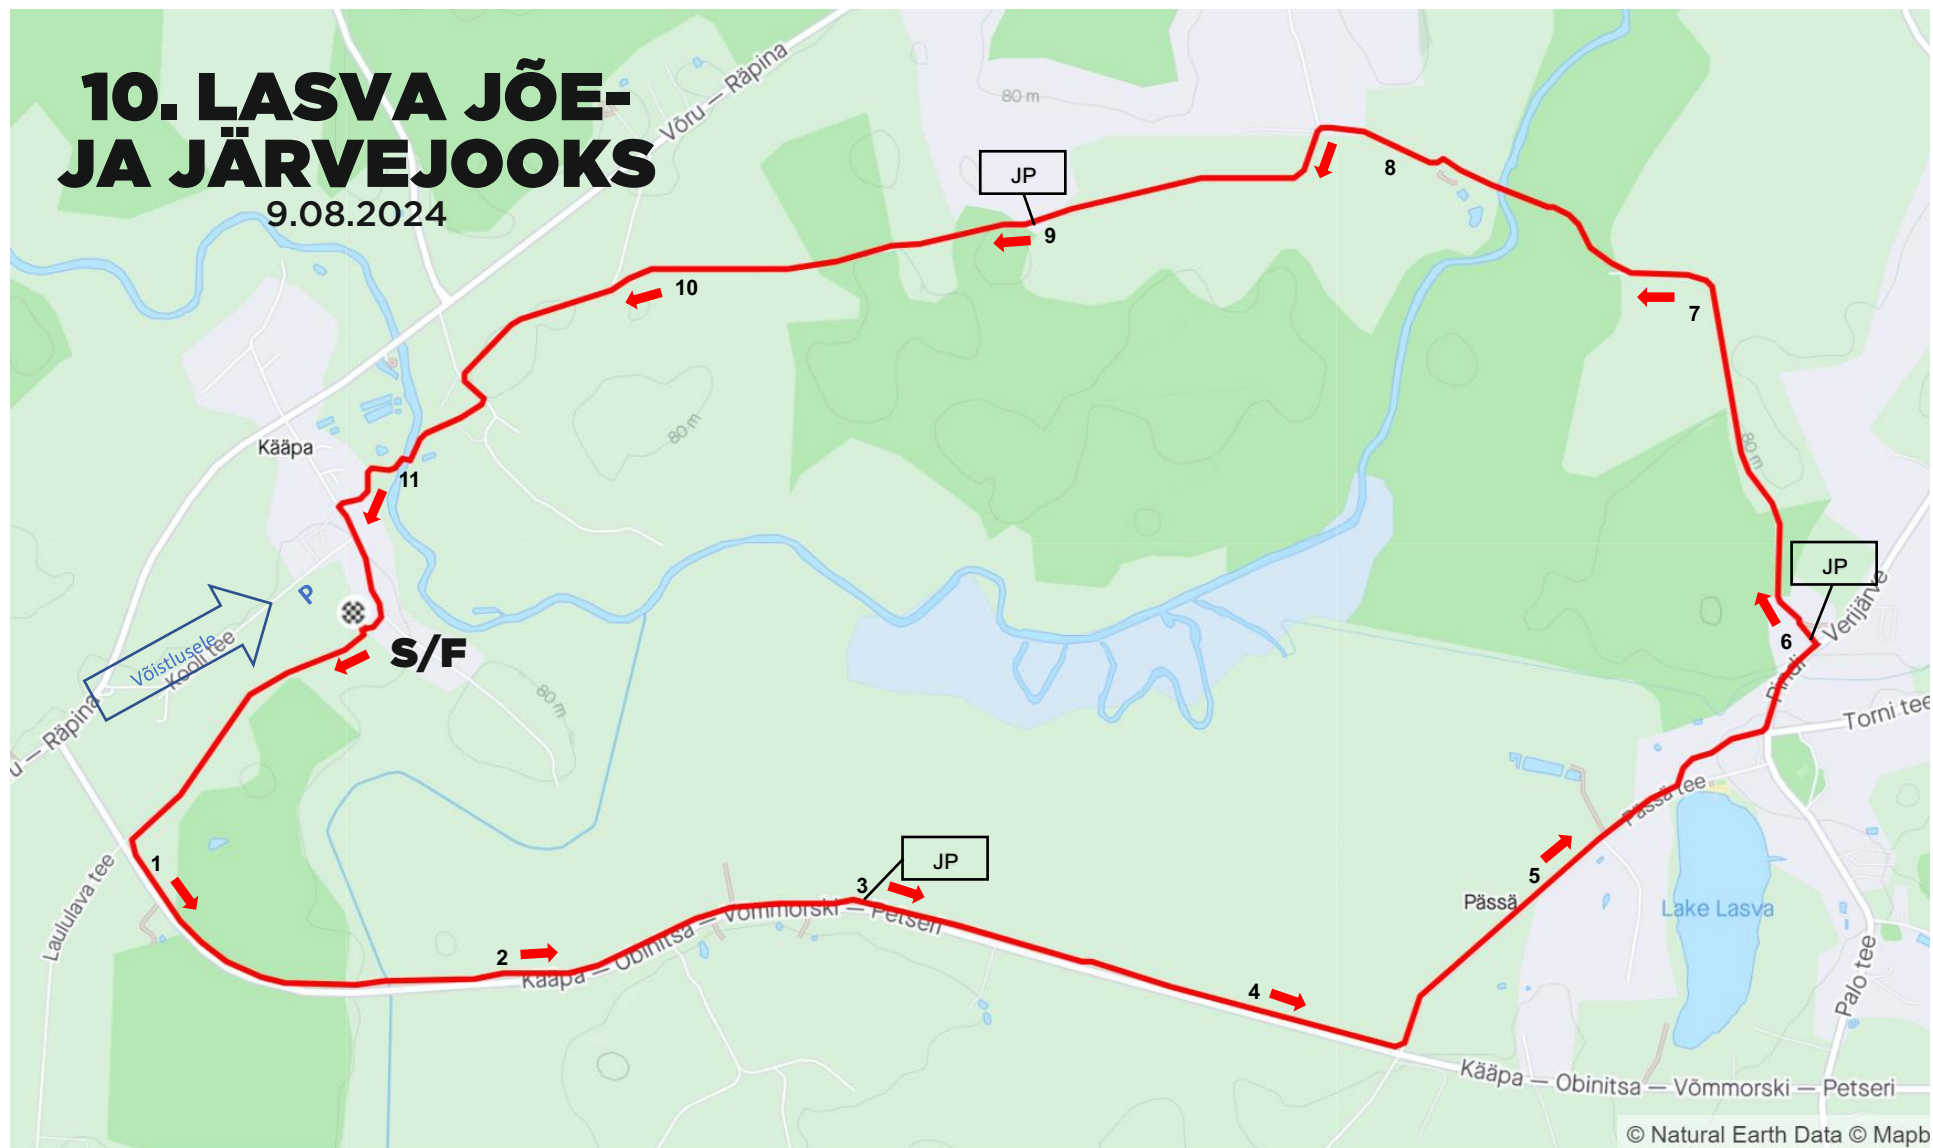 10. LASVA JÕE-
JA JÄRVEJOOKS
9.08.2024
Võru — Räpina
80 m
JP
8
9
7
10
80 m
80 m
Kääpa
11
JP
P
Võistlusele
Kooli tee
S/F
6
Pindi — Verijärve
80 m
Torni tee
u — Räpina
Pässä tee
1
Laululava tee
JP
3
5
Pässä
Lake Lasva
Kääpa — Obinitsa — Võmmorski — Petseri
2
4
Palo tee
Kääpa — Obinitsa — Võmmorski — Petseri
© Natural Earth Data © Mapb